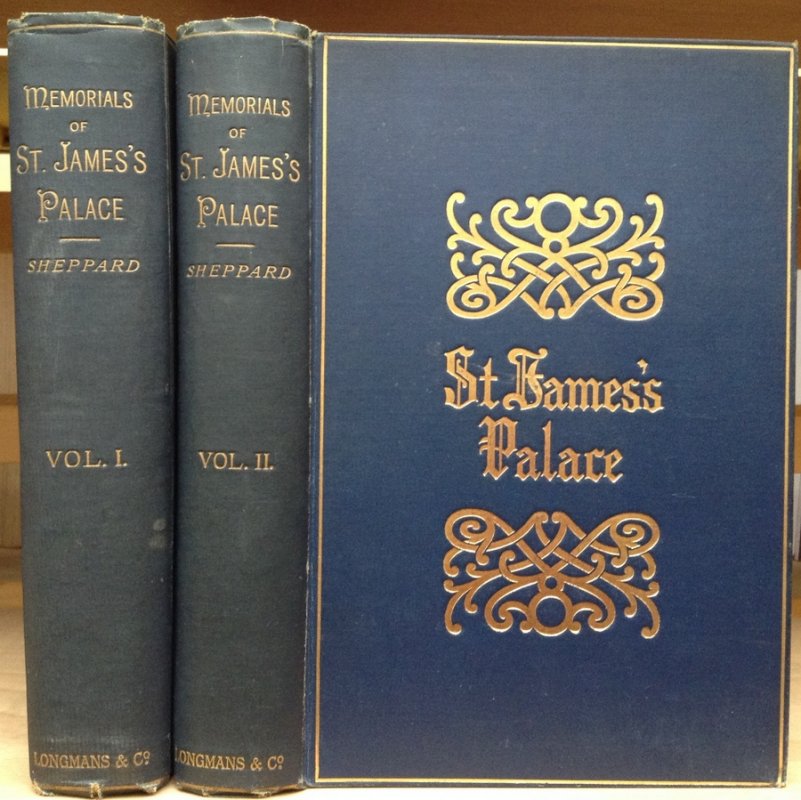 MEMORIALS
OF
ST. JAMES'S
PALACE
SHEPPARD
VOL. I.
LONGMANS & Co
MEMORIALS
OF
ST. JAMES'S
PALACE
SHEPPARD
VOL. II.
LONGMANS & Co
St James's
Palace